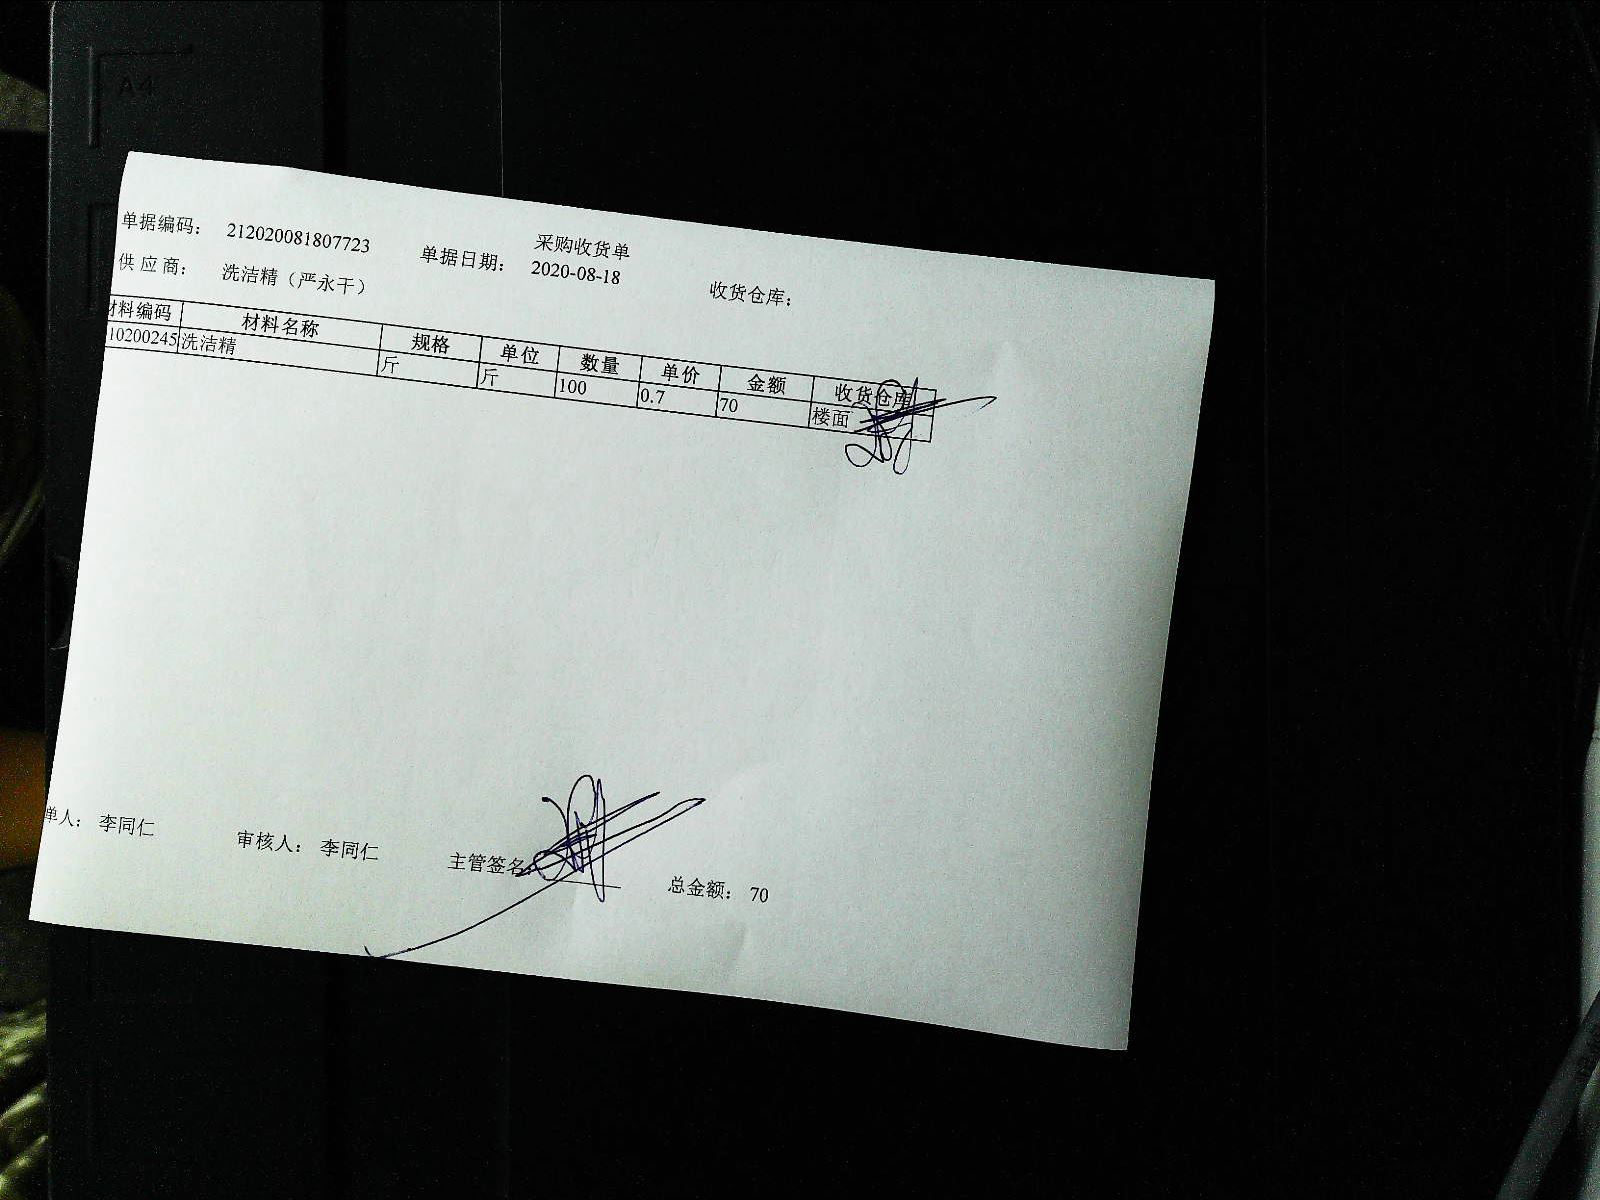 A4
采购收货单
单据编码： 212020081807723 单据日期： 2020-08-18 收货仓库：
供应商： 洗洁精（严永干）
材料编码 材料名称 规格 单位 数量 单价 金额 收货仓库
10200245 洗洁精 斤 斤 100 0.7 70 楼面
单人： 李同仁 审核人： 李同仁 主管签名： 总金额： 70